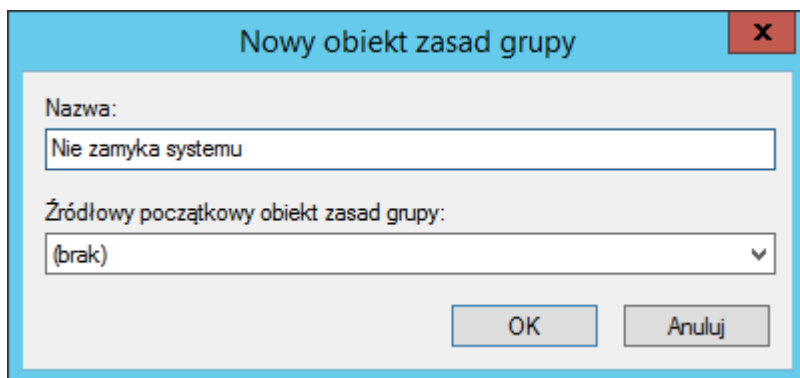 Nowy obiekt zasad grupy
Nazwa:
Nie zamyka systemu
Źródłowy początkowy obiekt zasad grupy:
(brak)
OK
Anuluj